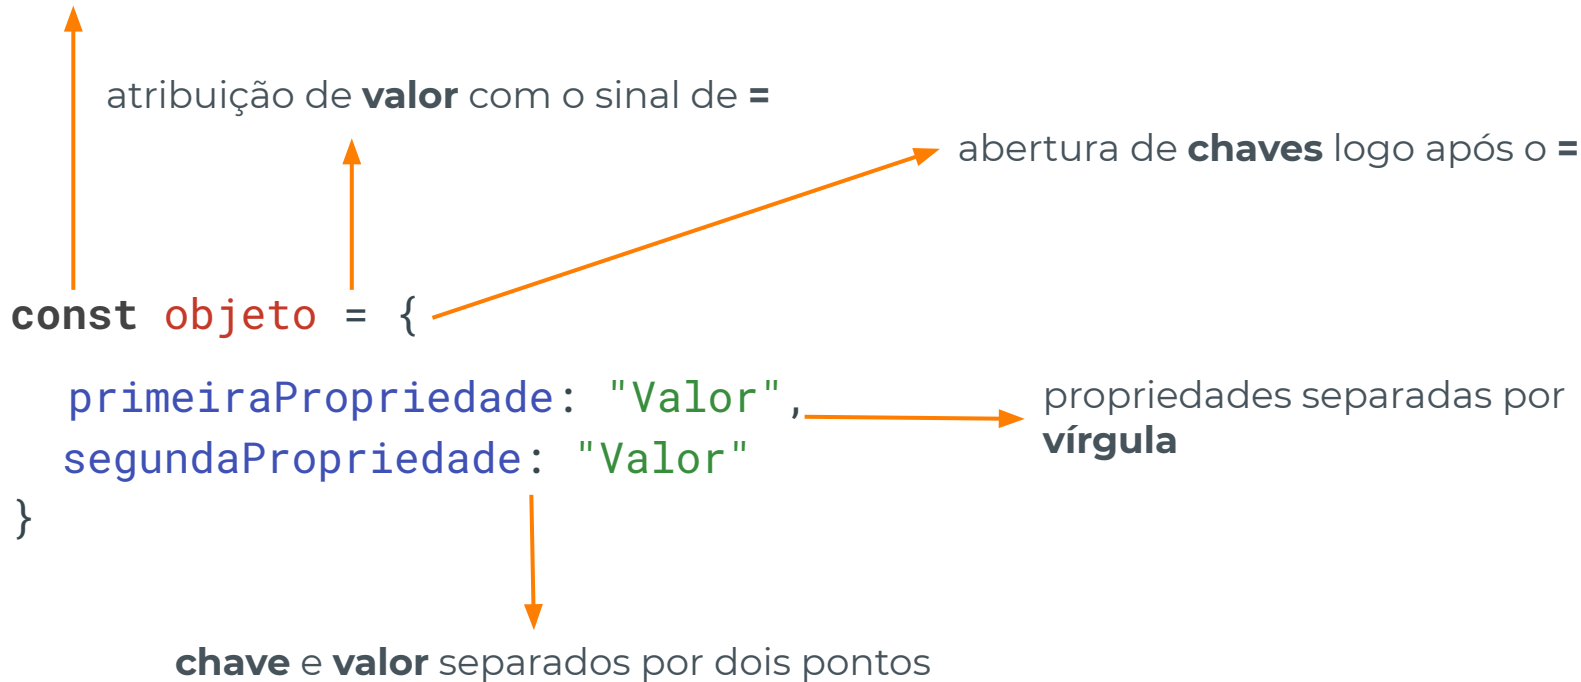 atribuição de valor com o sinal de =
abertura de chaves logo após o =
const objeto = {
primeiraPropriedade: "Valor",
propriedades separadas por
vírgula
segundaPropriedade: "Valor"
}
chave e valor separados por dois pontos